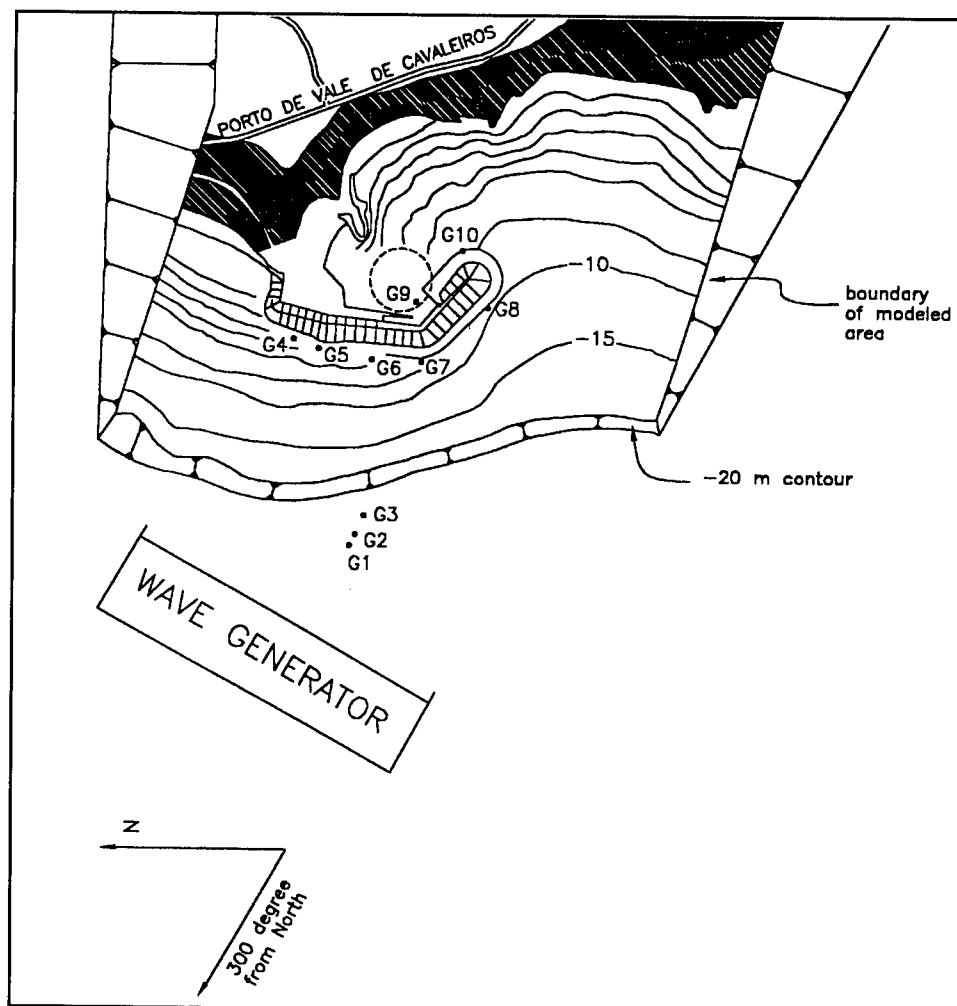 PORTO DE VALE DE CAVALEIROS
G10
G9
G8
-10
boundary
of modeled
area
G4
G5
G6
G7
-15
-20 m contour
G3
G2
G1
WAVE GENERATOR
N
300 degree
from North